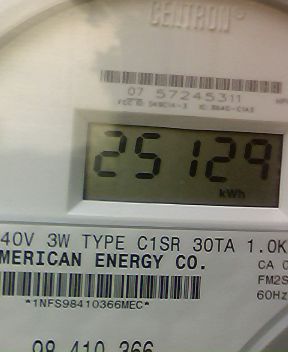 CENTRON®
07 57245311
25129
kWh
40V 3W TYPE C1SR 30TA 1.0K
MERICAN ENERGY CO.
CA 0
FM2S
*1NFS98410366MEC*
60Hz
98 410 366